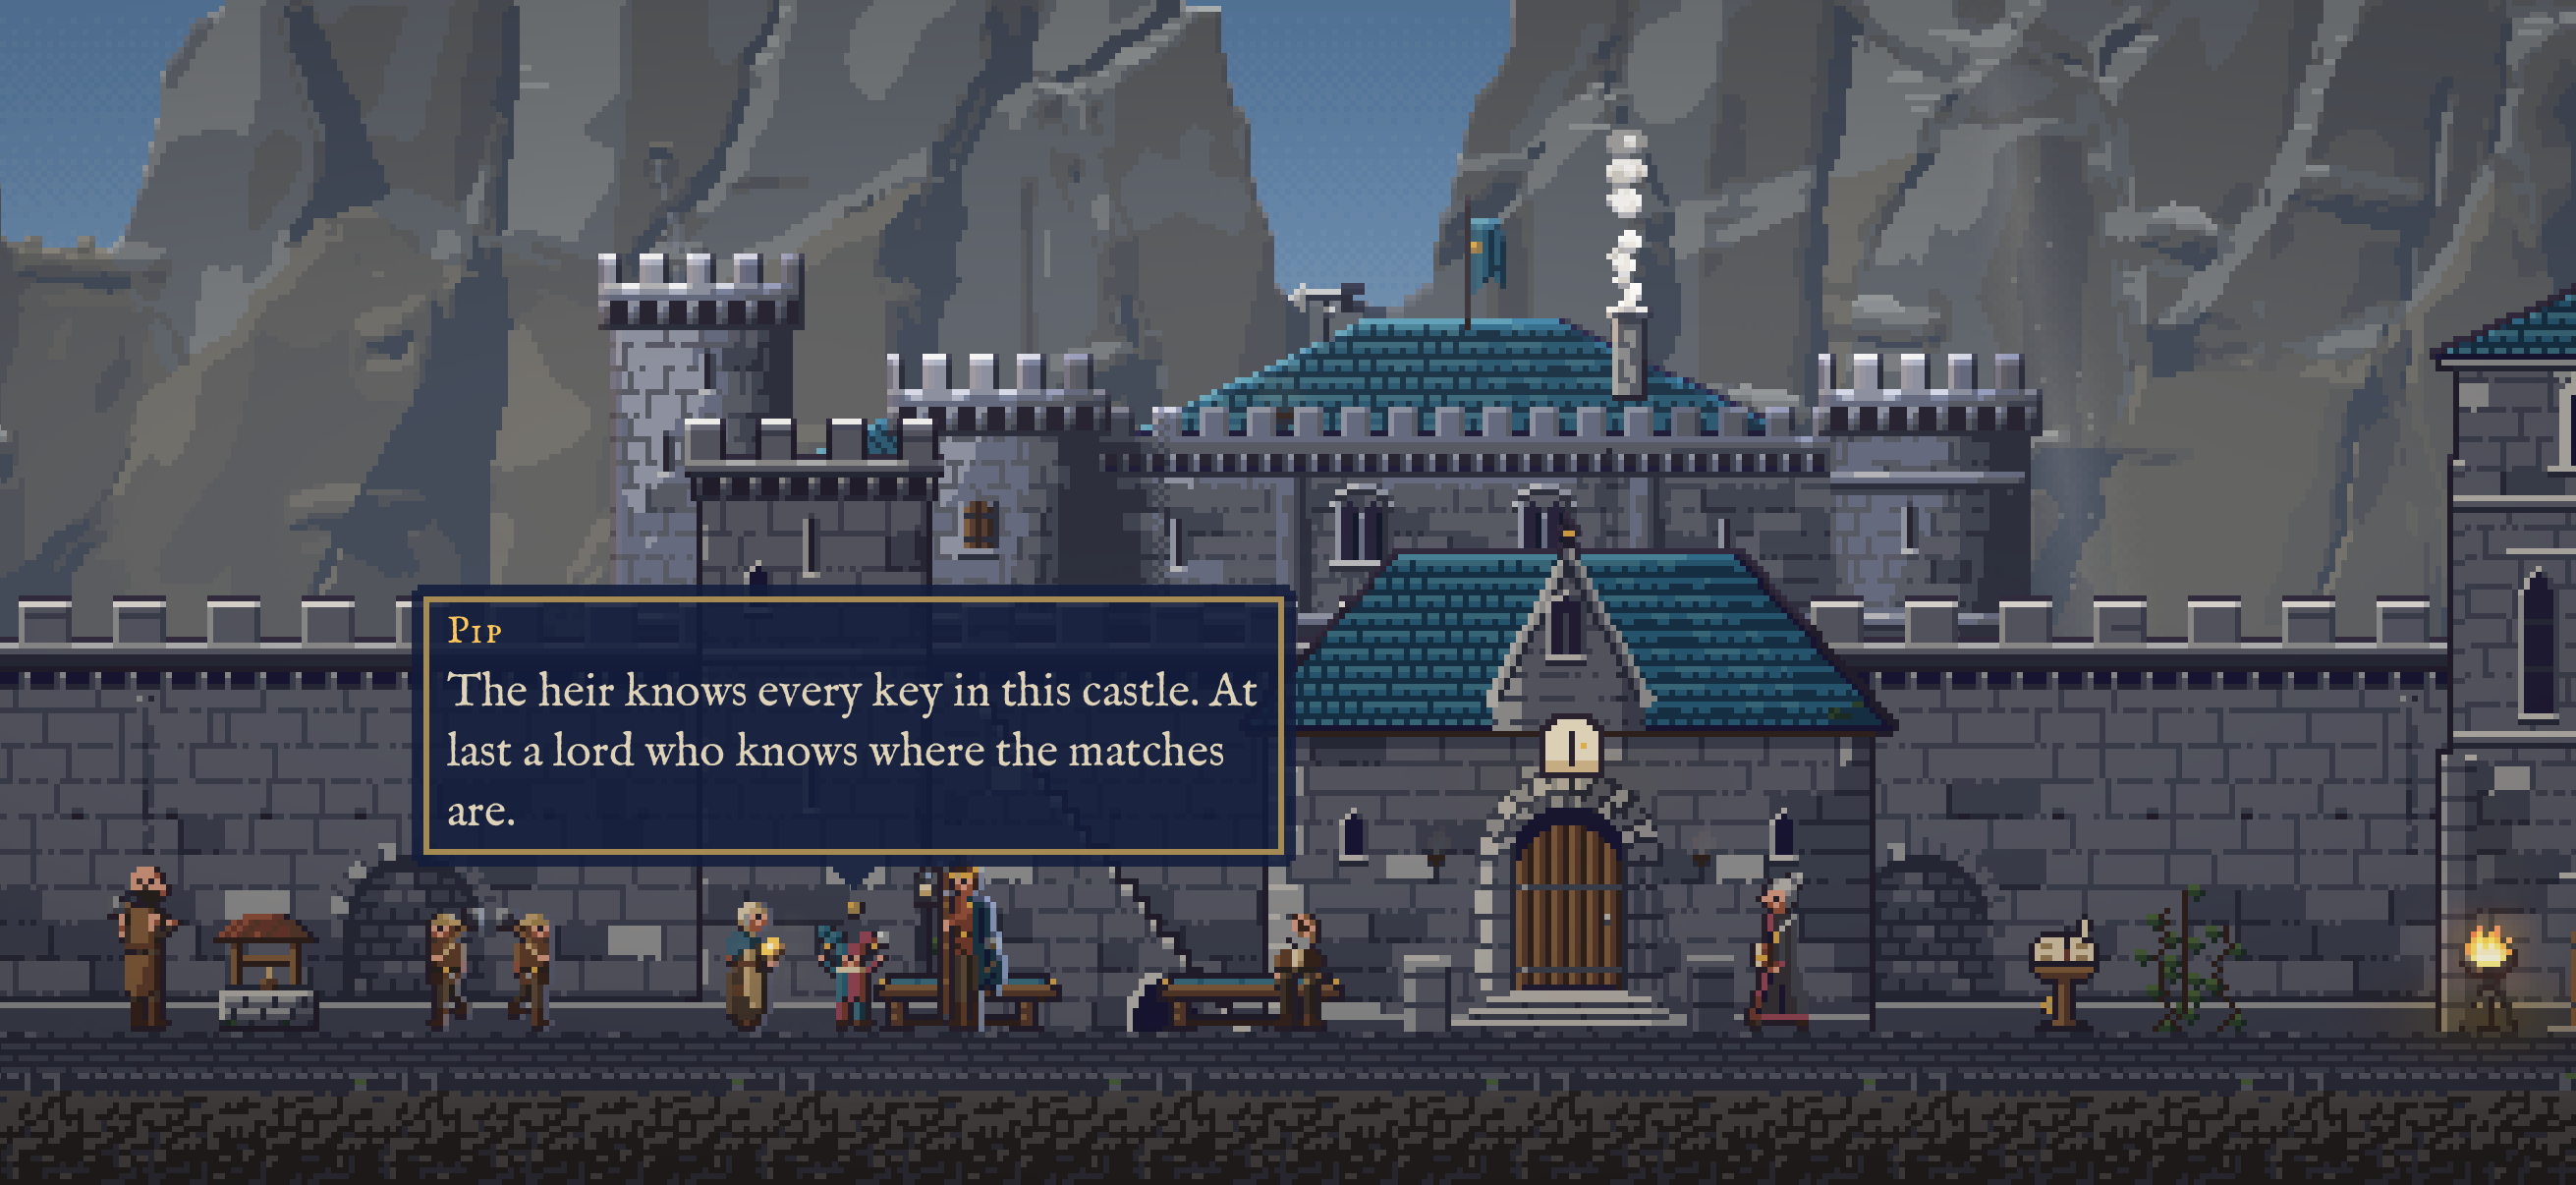 Pip
The heir knows every key in this castle. At
last a lord who knows where the matches
are.